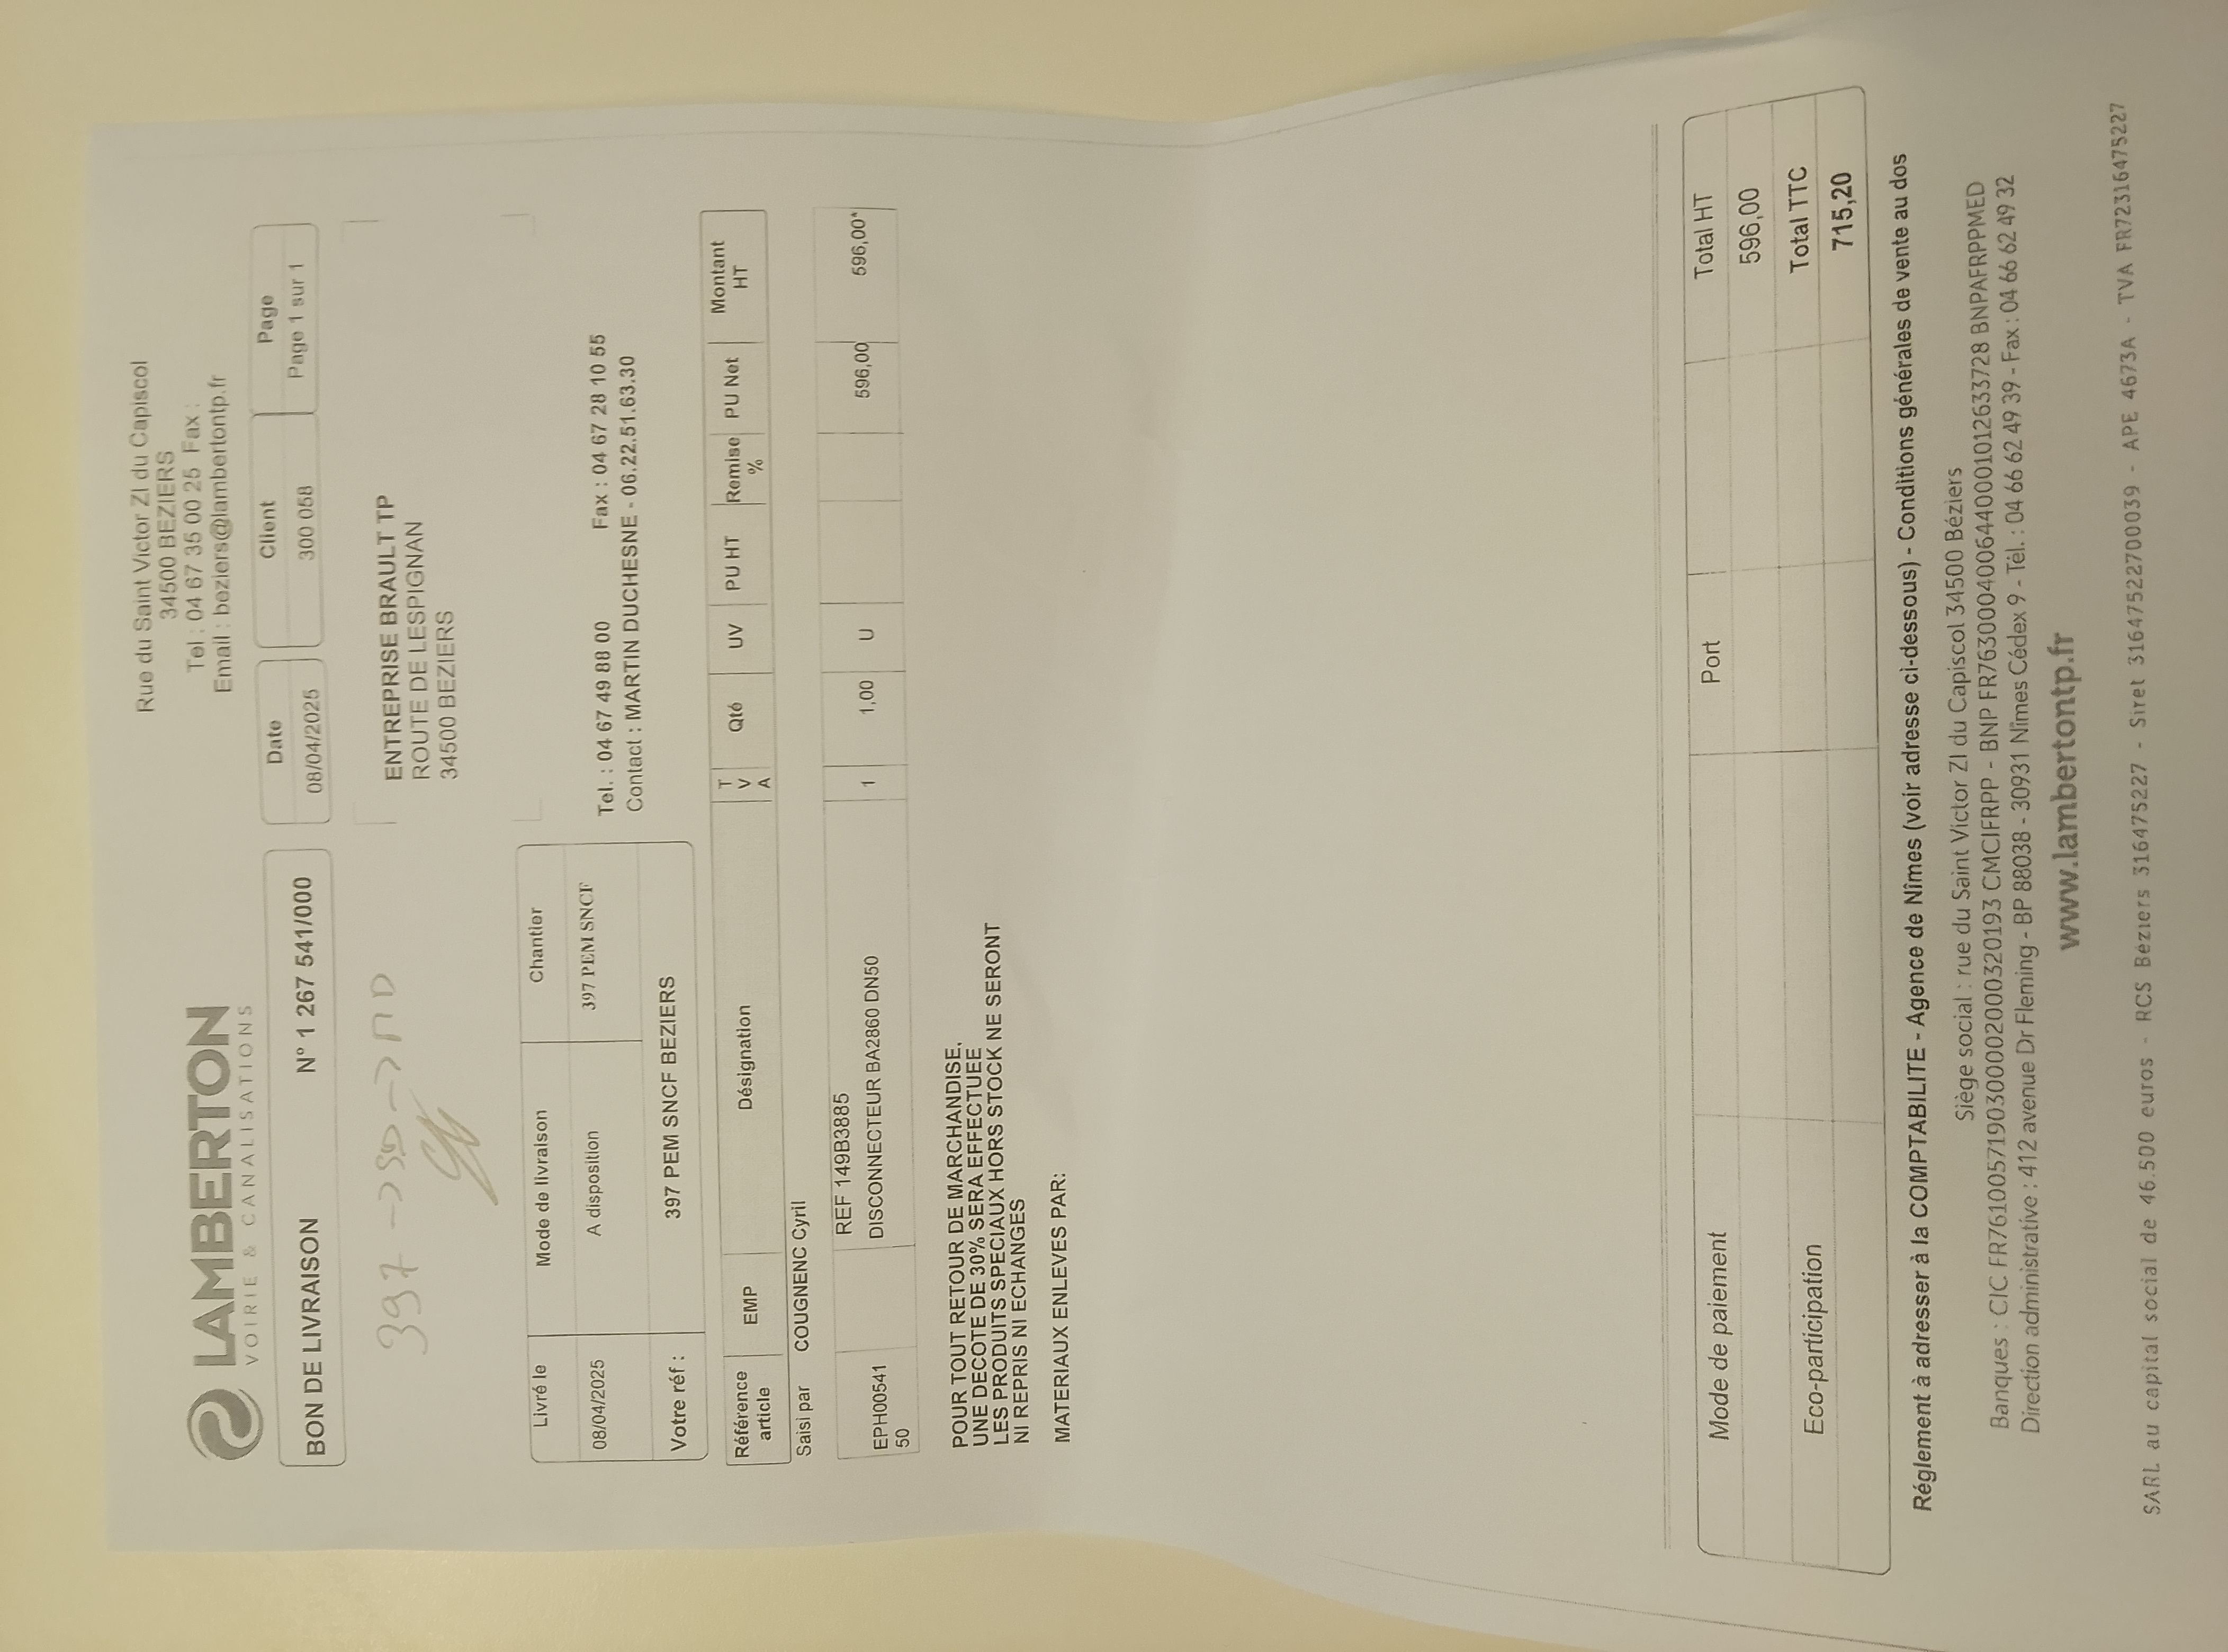 LAMBERTON
VOIRIE & CANALISATIONS
Rue du Saint Victor ZI du Capiscol
34500 BEZIERS
Tel : 04 67 35 00 25 Fax :
Email : beziers@lambertontp.fr
BON DE LIVRAISON N° 1 267 541/000
Date Client Page
08/04/2025 300 058 Page 1 sur 1
397 -> SD -> MD
ENTREPRISE BRAULT TP
ROUTE DE LESPIGNAN
34500 BEZIERS
Livré le Mode de livraison Chantier
08/04/2025 A disposition 397 PEM SNCF
Votre réf : 397 PEM SNCF BEZIERS
Tel. : 04 67 49 88 00 Fax : 04 67 28 10 55
Contact : MARTIN DUCHESNE - 06.22.51.63.30
Référence article EMP Désignation TVA Qté UV PU HT Remise % PU Net Montant HT
Saisi par COUGNENC Cyril
REF 149B3885
EPH00541 DISCONNECTEUR BA2860 DN50 1 1,00 U 596,00 596,00*
50
POUR TOUT RETOUR DE MARCHANDISE,
UNE DECOTE DE 30% SERA EFFECTUEE
LES PRODUITS SPECIAUX HORS STOCK NE SERONT
NI REPRIS NI ECHANGES
MATERIAUX ENLEVES PAR:
Mode de paiement Port Total HT
596,00
Eco-participation Total TTC
715,20
Réglement à adresser à la COMPTABILITE - Agence de Nîmes (voir adresse ci-dessous) - Conditions générales de vente au dos
Siège social : rue du Saint Victor ZI du Capiscol 34500 Béziers
Banques : CIC FR7610057190300002000320193 CMCIFRPP - BNP FR7630004006440001012633728 BNPAFRPPMED
Direction administrative : 412 avenue Dr Fleming - BP 88038 - 30931 Nîmes Cédex 9 - Tél. : 04 66 62 49 39 - Fax : 04 66 62 49 32
www.lambertontp.fr
SARL au capital social de 46.500 euros - RCS Béziers 316475227 - Siret 31647522700039 - APE 4673A - TVA FR72316475227